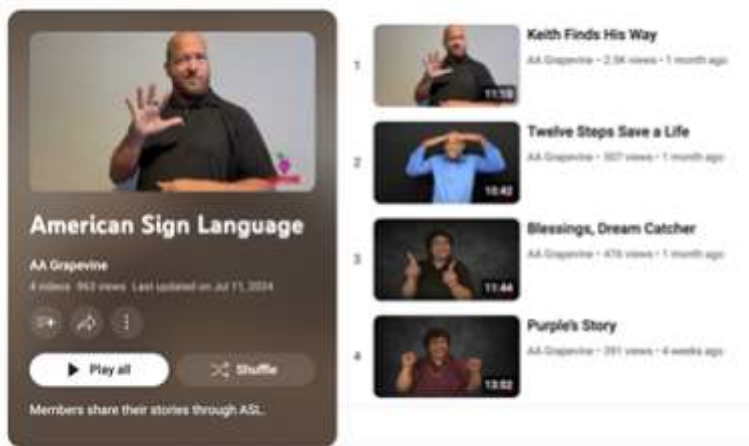 American Sign Language
AA Grapevine
4 videos 963 views Last updated on Jul 11, 2024
Play all
Shuffle
Members share their stories through ASL.
1
Keith Finds His Way
AA Grapevine • 2.5K views • 1 month ago
2
Twelve Steps Save a Life
AA Grapevine • 507 views • 1 month ago
10:42
3
Blessings, Dream Catcher
AA Grapevine • 476 views • 1 month ago
11:44
4
Purple's Story
AA Grapevine • 391 views • 4 weeks ago
13:02